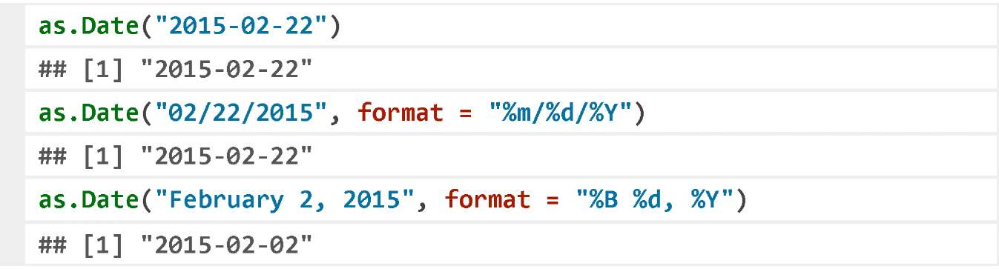 as.Date("2015-02-22")
## [1] "2015-02-22"
as.Date("02/22/2015", format = "%m/%d/%Y")
## [1] "2015-02-22"
as.Date("February 2, 2015", format = "%B %d, %Y")
## [1] "2015-02-02"